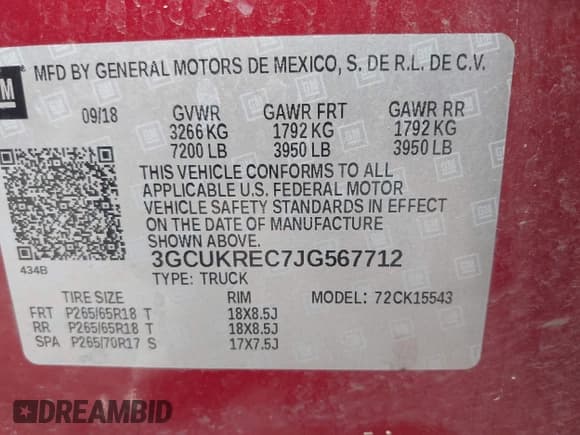 GM
MFD BY GENERAL MOTORS DE MEXICO, S. DE R.L. DE C.V.
09/18 GVWR GAWR FRT GAWR RR
3266 KG 1792 KG 1792 KG
7200 LB 3950 LB 3950 LB
THIS VEHICLE CONFORMS TO ALL
APPLICABLE U.S. FEDERAL MOTOR
VEHICLE SAFETY STANDARDS IN EFFECT
ON THE DATE OF MANUFACTURE
SHOWN ABOVE.
434B
3GCUKREC7JG567712
TYPE: TRUCK
TIRE SIZE RIM MODEL: 72CK15543
FRT P265/65R18 T 18X8.5J
RR P265/65R18 T 18X8.5J
SPA P265/70R17 S 17X7.5J
DREAMBID